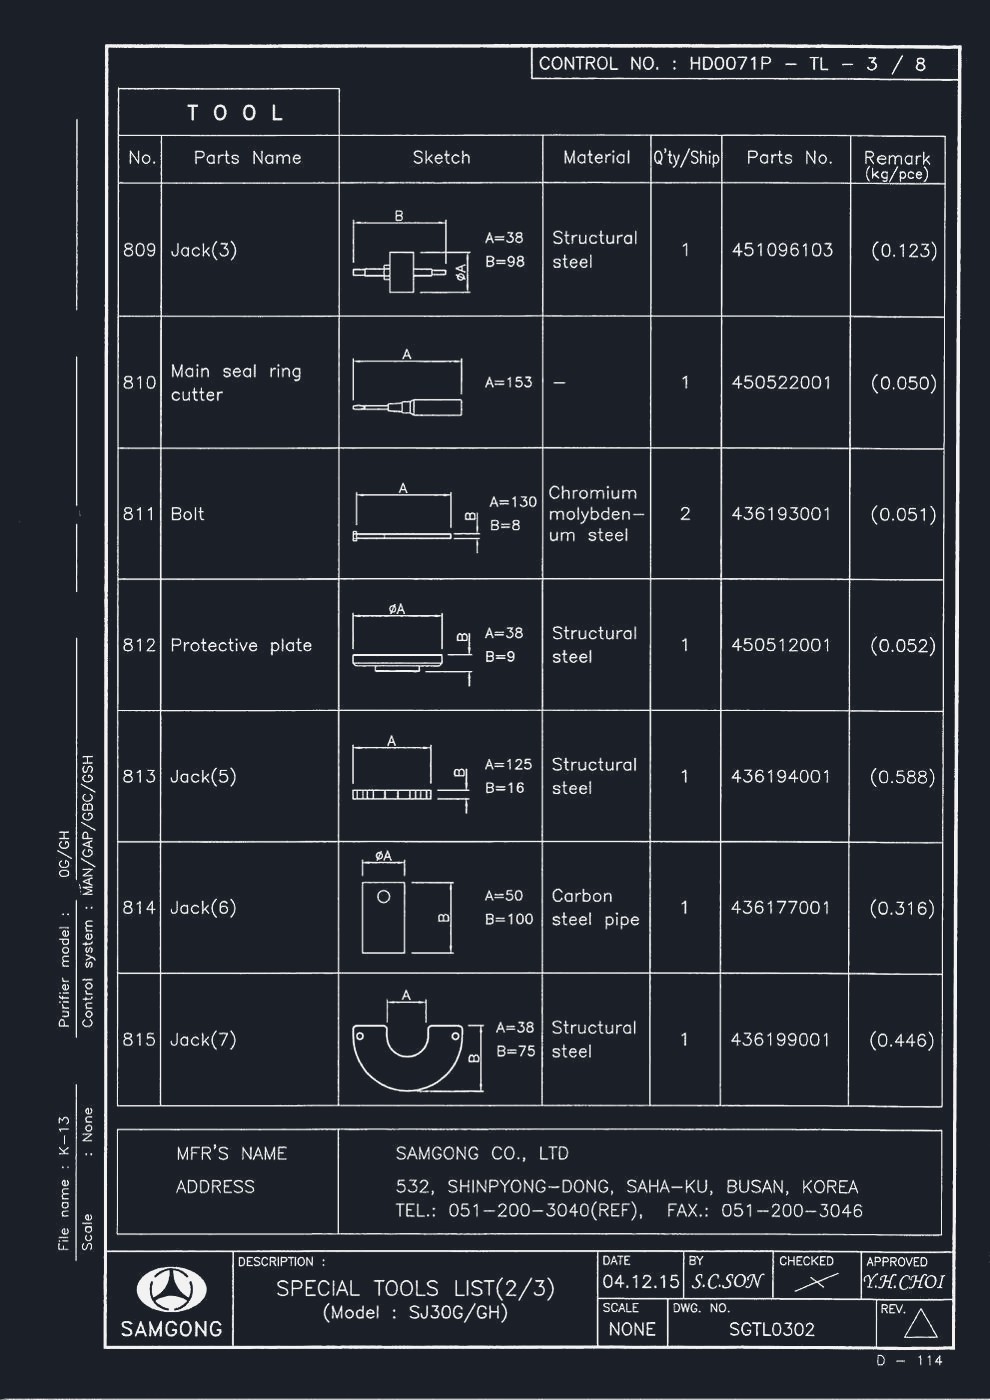 CONTROL NO. : HD0071P - TL - 3 / 8
TOOL
No. Parts Name Sketch Material Q'ty/Ship Parts No. Remark (kg/pce)
809 Jack(3) B øA A=38 B=98 Structural steel 1 451096103 (0.123)
810 Main seal ring cutter A A=153 - 1 450522001 (0.050)
811 Bolt A B A=130 B=8 Chromium molybden-um steel 2 436193001 (0.051)
812 Protective plate øA B A=38 B=9 Structural steel 1 450512001 (0.052)
813 Jack(5) A B A=125 B=16 Structural steel 1 436194001 (0.588)
814 Jack(6) øA B A=50 B=100 Carbon steel pipe 1 436177001 (0.316)
815 Jack(7) A B A=38 B=75 Structural steel 1 436199001 (0.446)
MFR'S NAME SAMGONG CO., LTD
ADDRESS 532, SHINPYONG-DONG, SAHA-KU, BUSAN, KOREA
TEL.: 051-200-3040(REF), FAX.: 051-200-3046
SAMGONG
DESCRIPTION :
SPECIAL TOOLS LIST(2/3)
(Model : SJ30G/GH)
DATE BY CHECKED APPROVED
04.12.15 S.C.SON Y.H.CHOI
SCALE DWG. NO. REV.
NONE SGTL0302
D - 114
File name : K-13
Scale : None
Purifier model : OG/GH
Control system : MAN/GAP/GBC/GSH